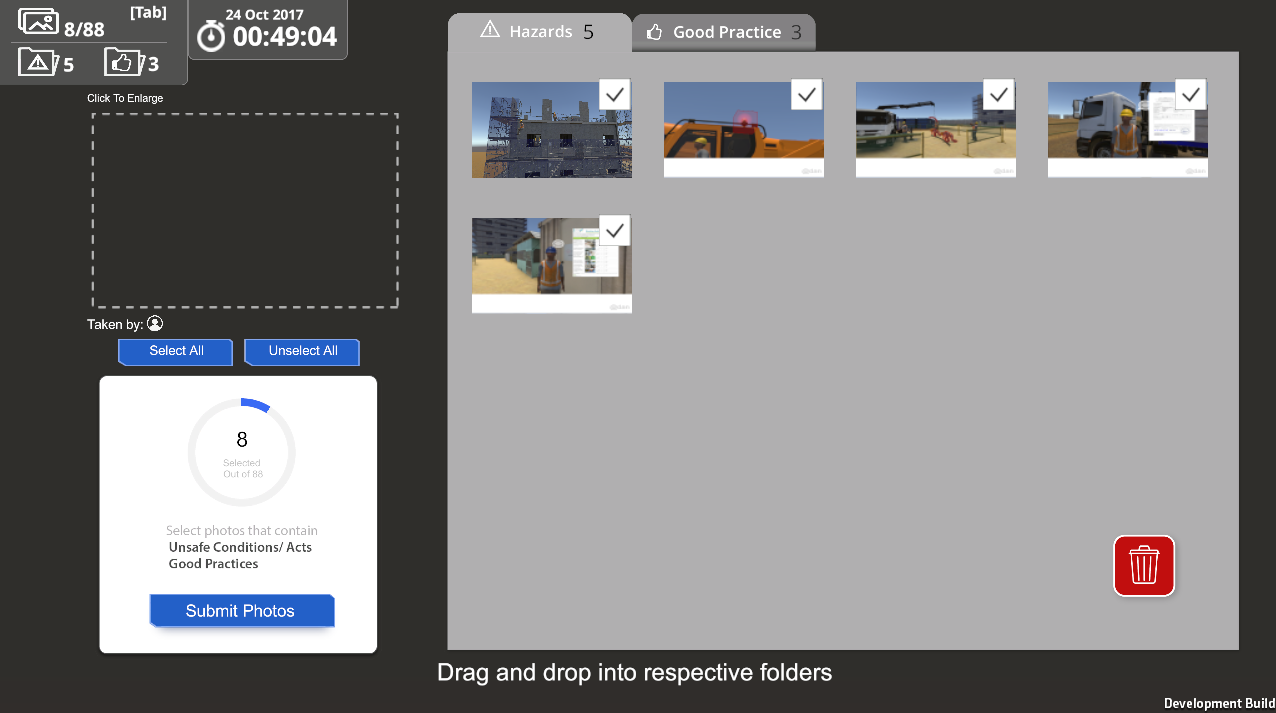 8/88
[Tab]
5
3
24 Oct 2017
00:49:04
Click To Enlarge
Taken by:
Select All
Unselect All
8
Selected
Out of 88
Select photos that contain
Unsafe Conditions/ Acts
Good Practices
Submit Photos
Hazards 5
Good Practice 3
Drag and drop into respective folders
Development Build